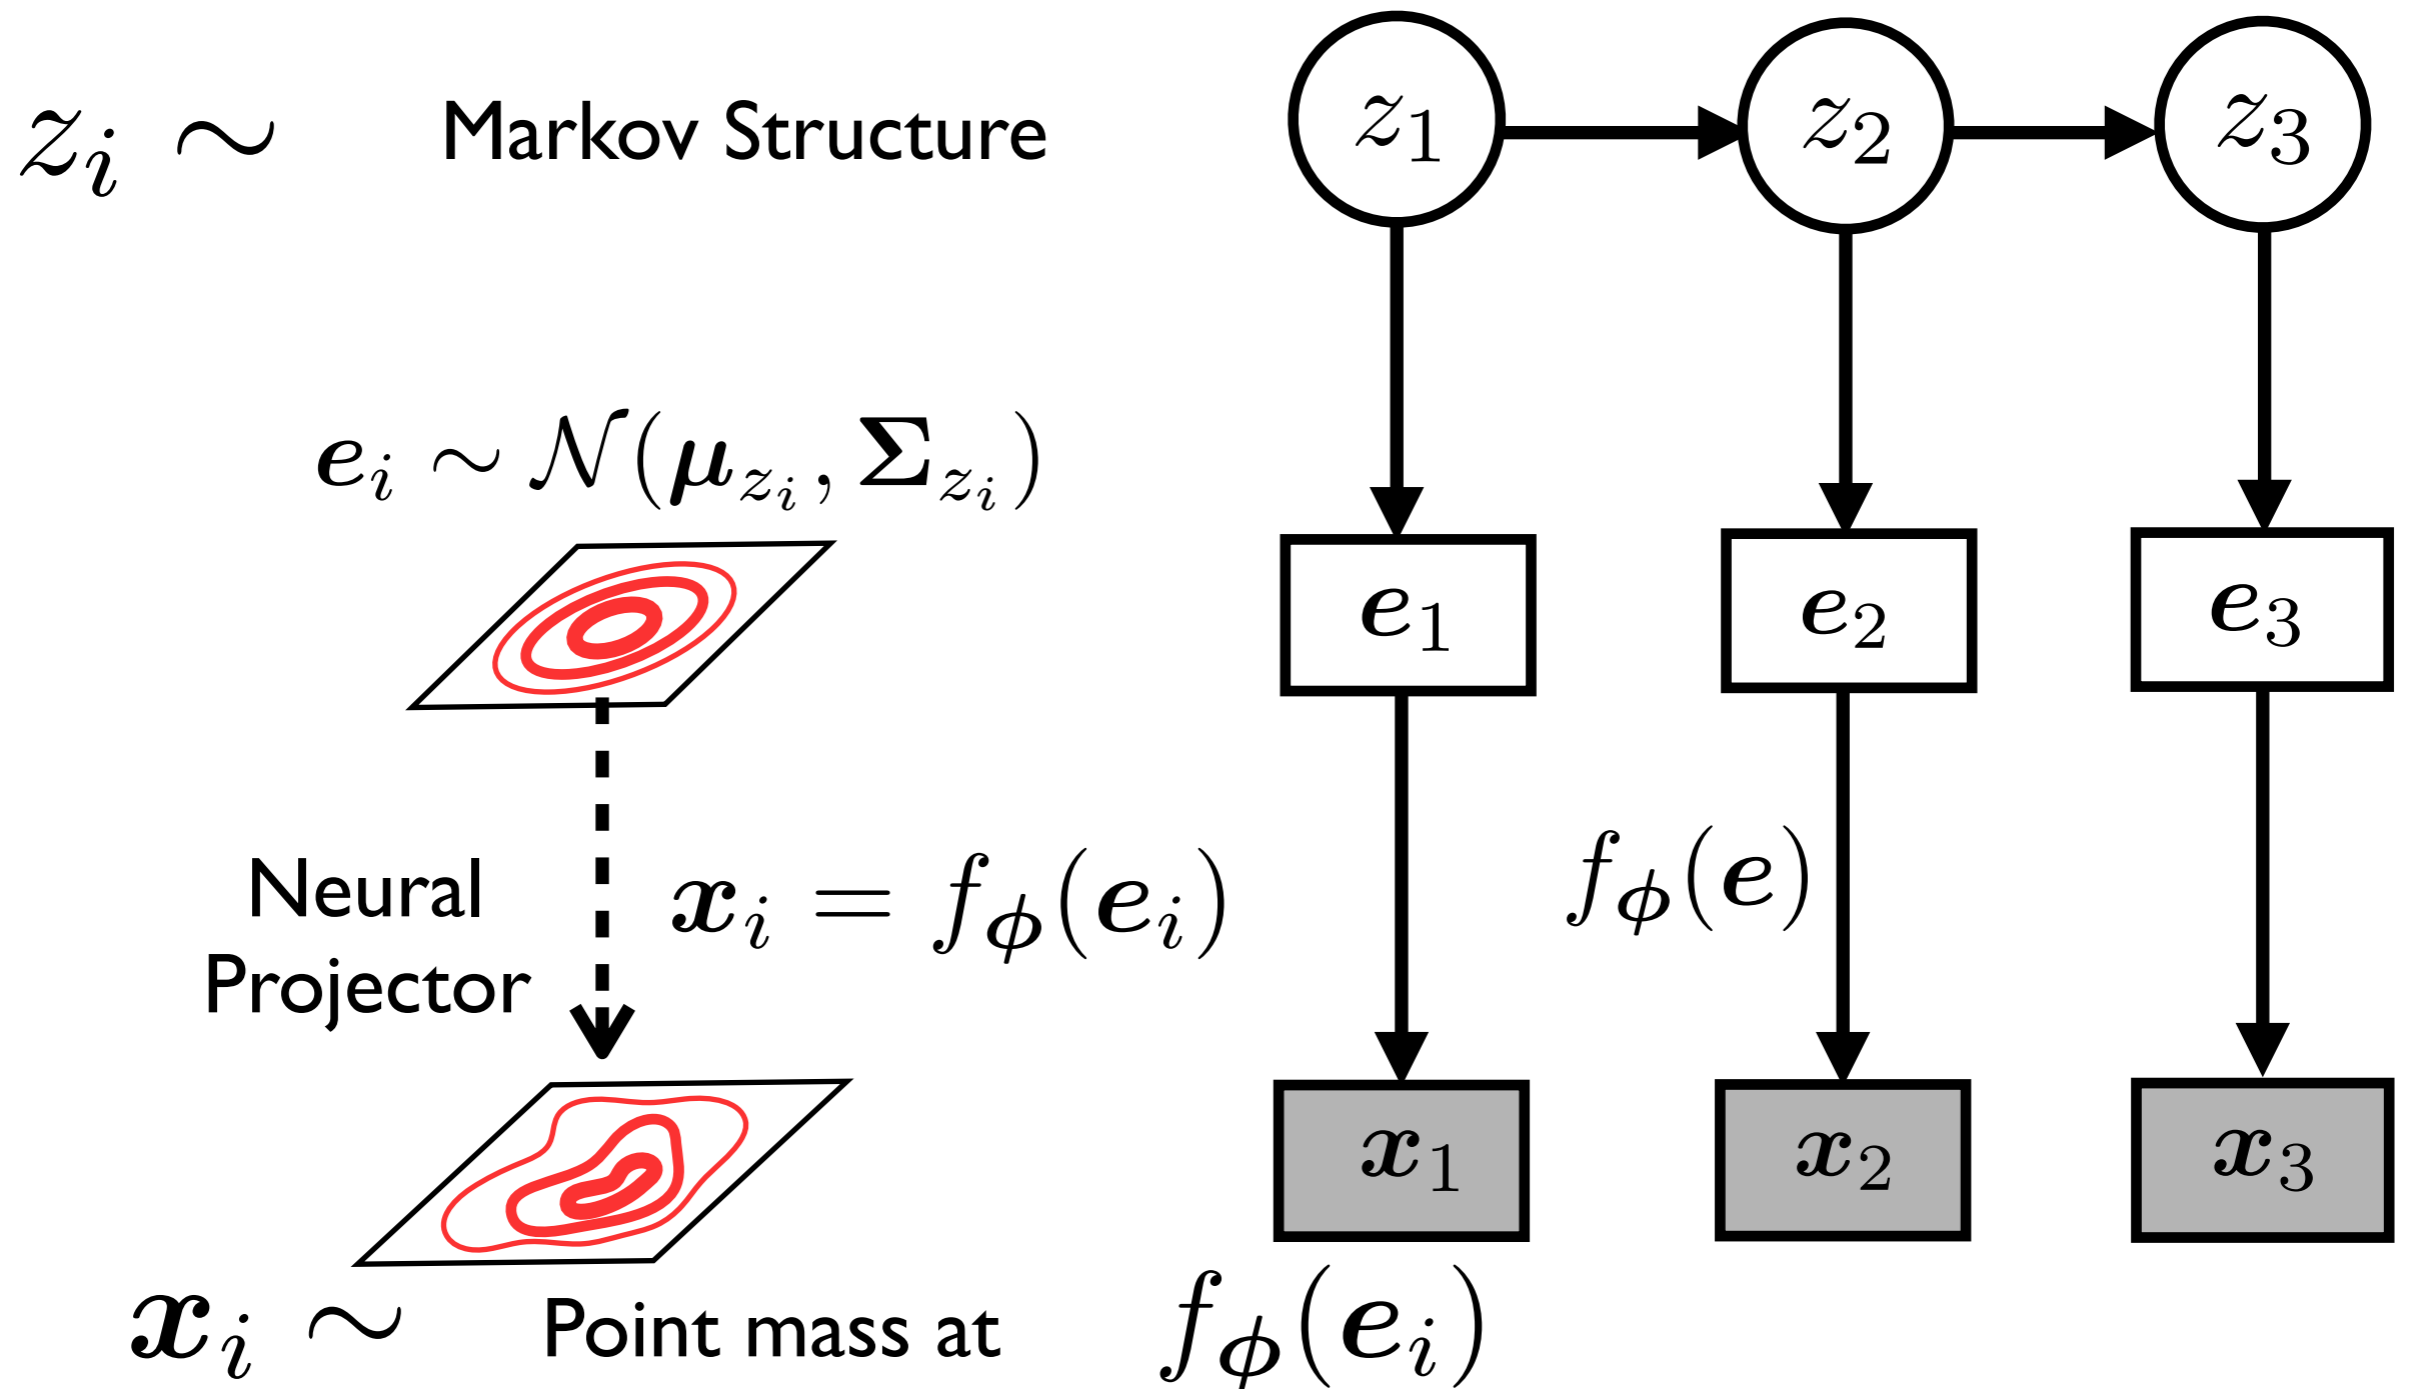 z_i ∼ Markov Structure
z_1 z_2 z_3
e_i ∼ 𝒩(μ_{z_i}, Σ_{z_i})
e_1 e_2 e_3
Neural
Projector
x_i = f_ϕ(e_i)
f_ϕ(e)
x_1 x_2 x_3
x_i ∼ Point mass at f_ϕ(e_i)